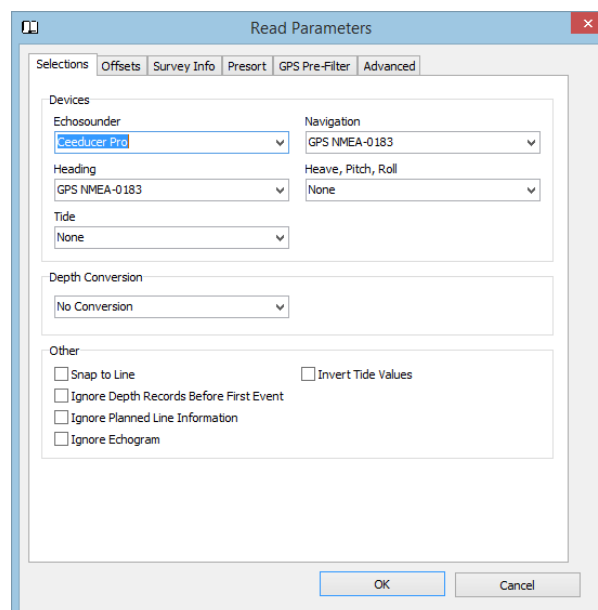 Read Parameters
Selections Offsets Survey Info Presort GPS Pre-Filter Advanced
Devices
Echosounder Navigation
Ceeducer Pro GPS NMEA-0183
Heading Heave, Pitch, Roll
GPS NMEA-0183 None
Tide
None
Depth Conversion
No Conversion
Other
Snap to Line Invert Tide Values
Ignore Depth Records Before First Event
Ignore Planned Line Information
Ignore Echogram
OK Cancel